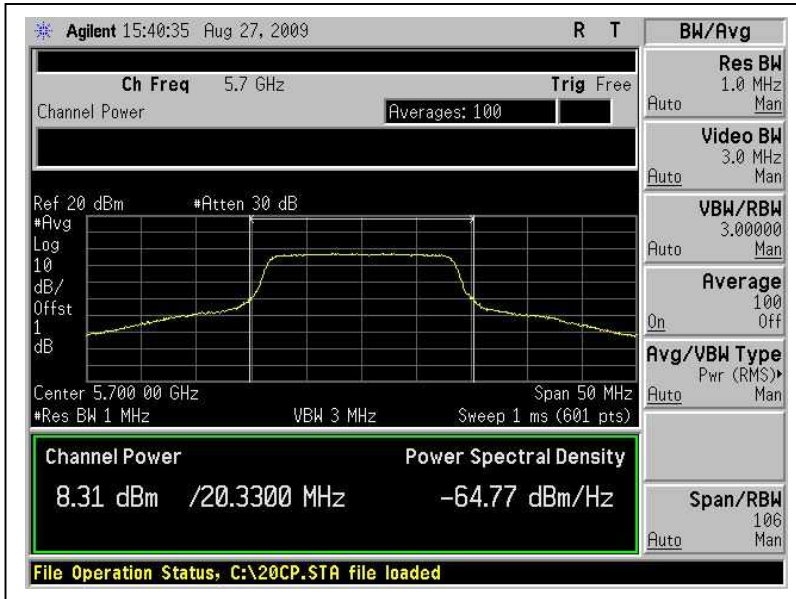 Agilent 15:40:35 Aug 27, 2009 R T
BW/Avg
Ch Freq 5.7 GHz Trig Free
Channel Power Averages: 100
Ref 20 dBm #Atten 30 dB
#Avg
Log
10
dB/
Offst
1
dB
Center 5.700 00 GHz Span 50 MHz
#Res BW 1 MHz VBW 3 MHz Sweep 1 ms (601 pts)
Channel Power Power Spectral Density
8.31 dBm /20.3300 MHz -64.77 dBm/Hz
File Operation Status, C:\20CP.STA file loaded
Res BW
1.0 MHz
Auto Man
Video BW
3.0 MHz
Auto Man
VBW/RBW
3.00000
Auto Man
Average
100
On Off
Avg/VBW Type
Pwr (RMS)▸
Auto Man
Span/RBW
106
Auto Man